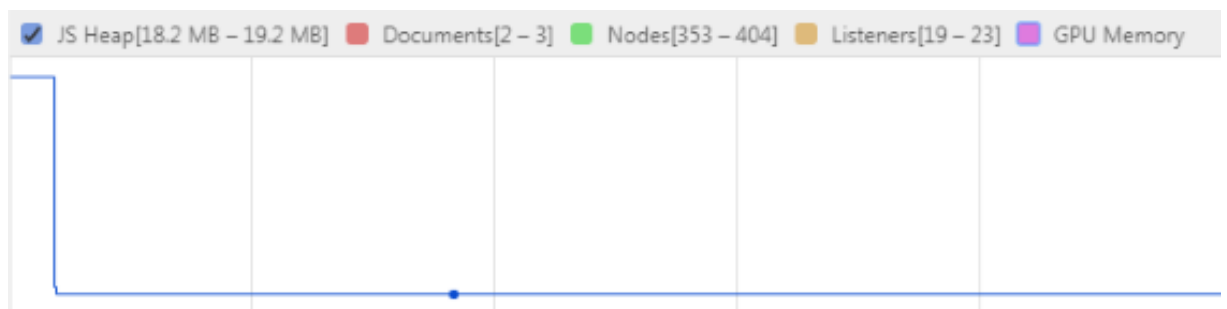 JS Heap[18.2 MB – 19.2 MB] Documents[2 – 3] Nodes[353 – 404] Listeners[19 – 23] GPU Memory